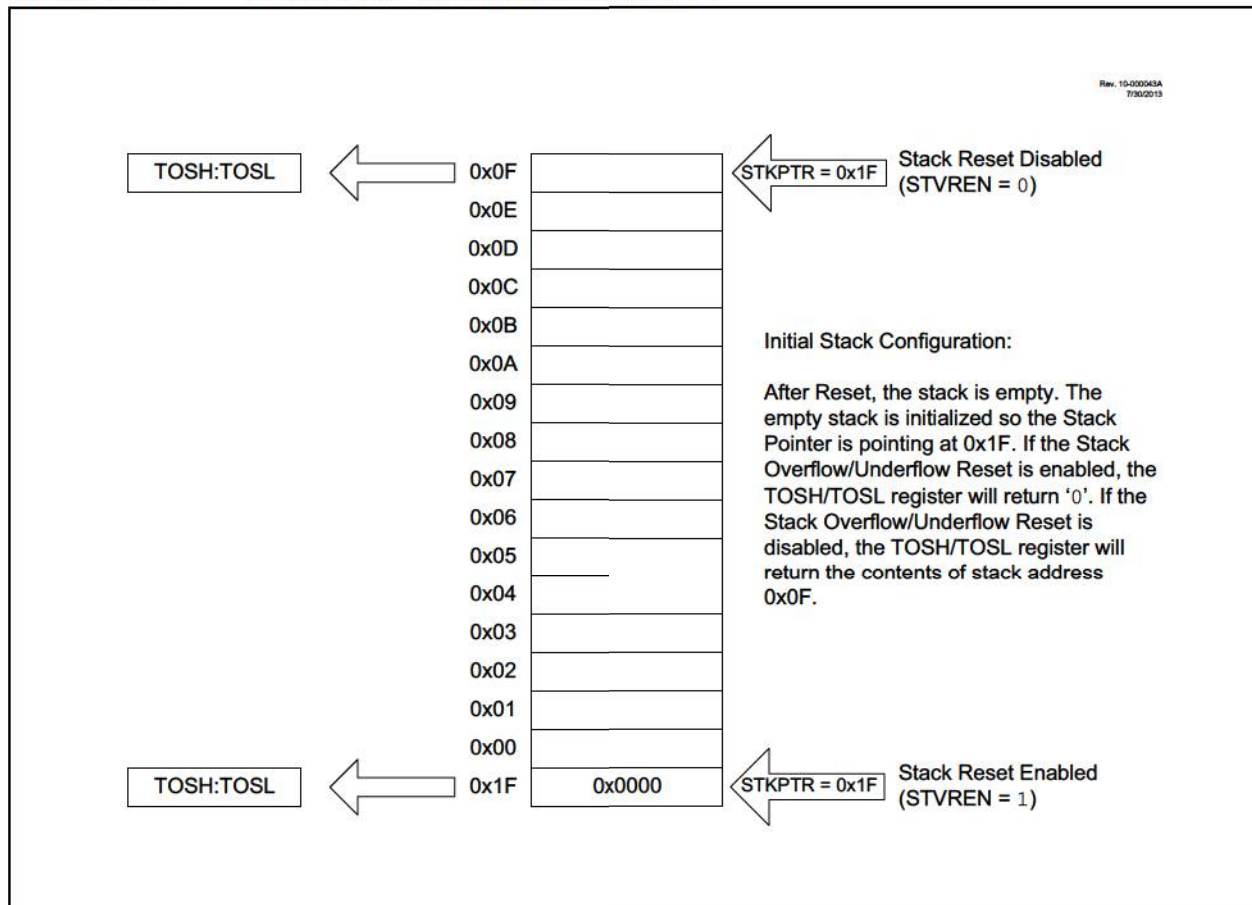 Rev. 10-000043A
7/30/2013
TOSH:TOSL
0x0F
STKPTR = 0x1F
Stack Reset Disabled
(STVREN = 0)
0x0E
0x0D
0x0C
0x0B
0x0A
0x09
0x08
0x07
0x06
0x05
0x04
0x03
0x02
0x01
0x00
Initial Stack Configuration:
After Reset, the stack is empty. The
empty stack is initialized so the Stack
Pointer is pointing at 0x1F. If the Stack
Overflow/Underflow Reset is enabled, the
TOSH/TOSL register will return ‘0’. If the
Stack Overflow/Underflow Reset is
disabled, the TOSH/TOSL register will
return the contents of stack address
0x0F.
TOSH:TOSL
0x1F
0x0000
STKPTR = 0x1F
Stack Reset Enabled
(STVREN = 1)